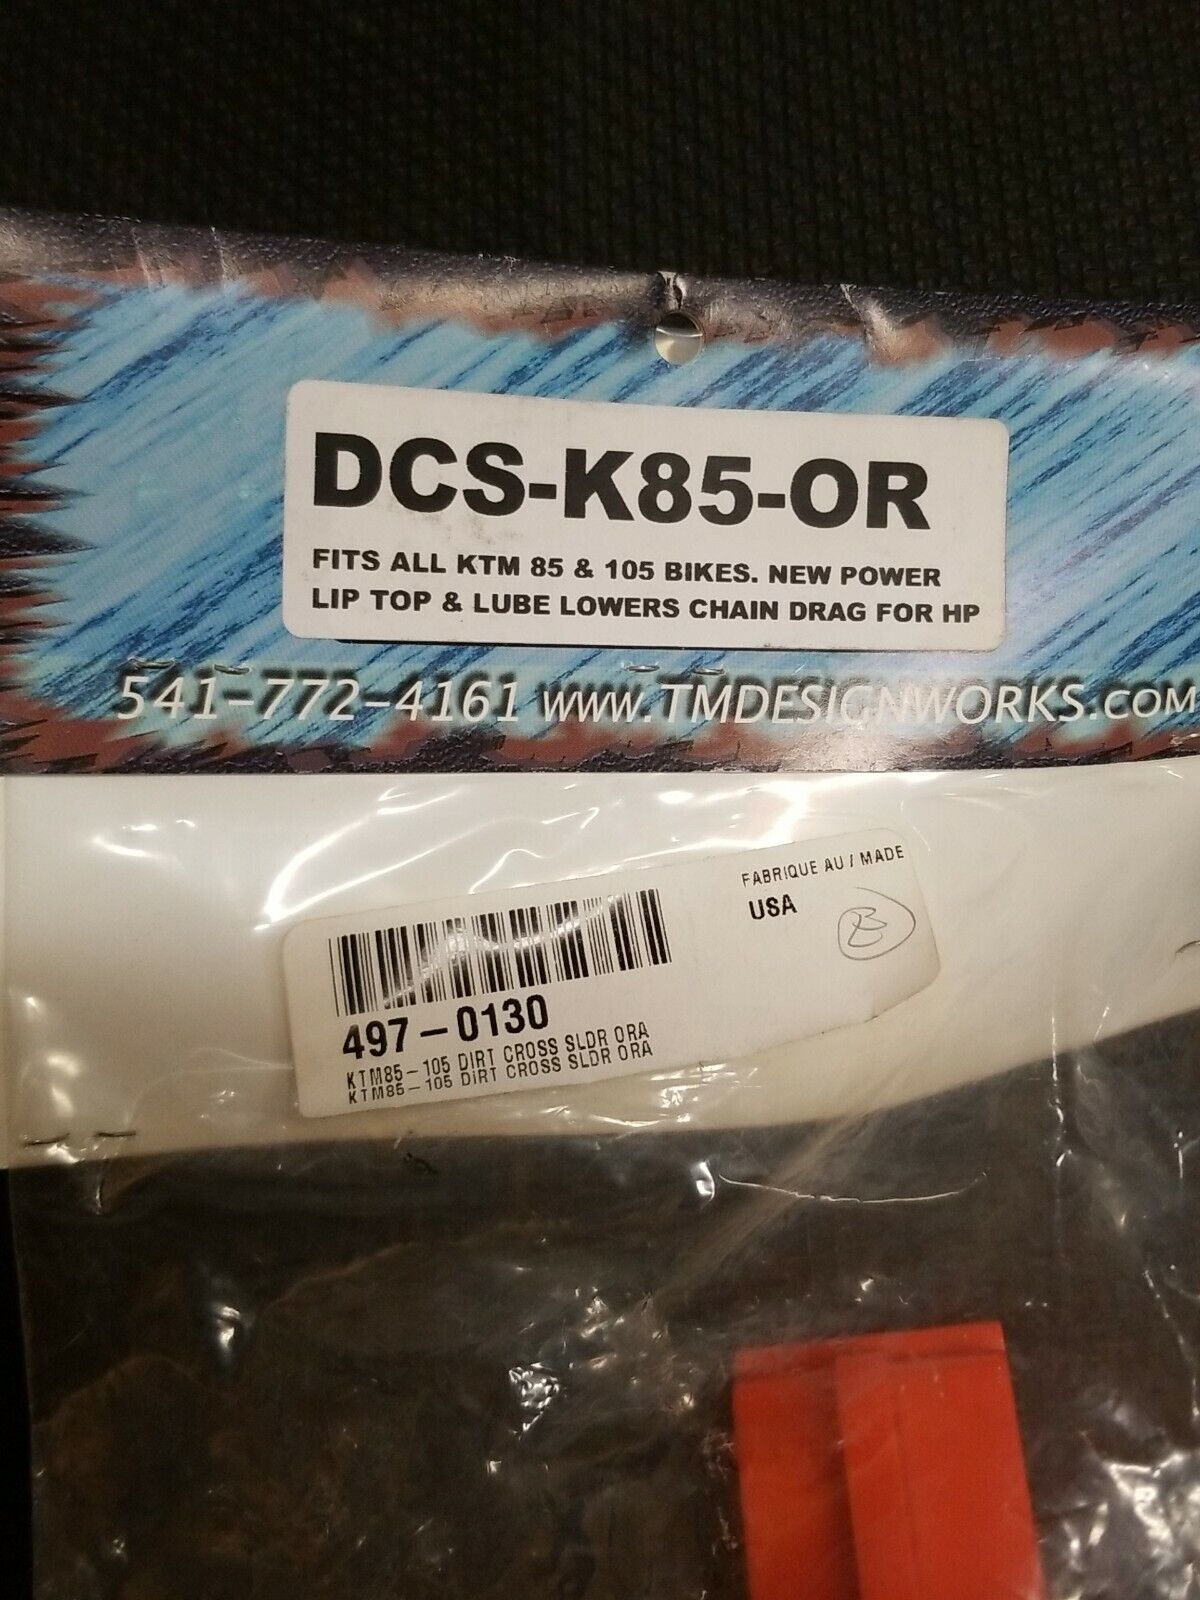 DCS-K85-OR
FITS ALL KTM 85 & 105 BIKES. NEW POWER
LIP TOP & LUBE LOWERS CHAIN DRAG FOR HP
541-772-4161 WWW.TMDESIGNWORKS.COM
FABRIQUE AU / MADE
USA
B
497-0130
KTM85-105 DIRT CROSS SLDR ORA
KTM85-105 DIRT CROSS SLDR ORA